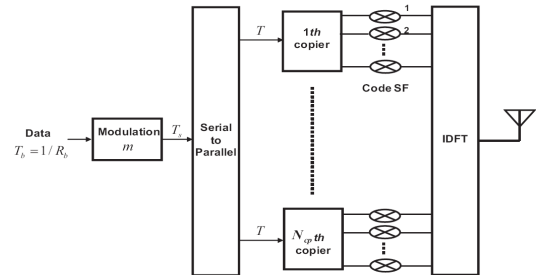 Data
T_b = 1 / R_b
Modulation
m
T_s
Serial
to
Parallel
T
1th
copier
1
2
Code SF
T
N_cp th
copier
IDFT